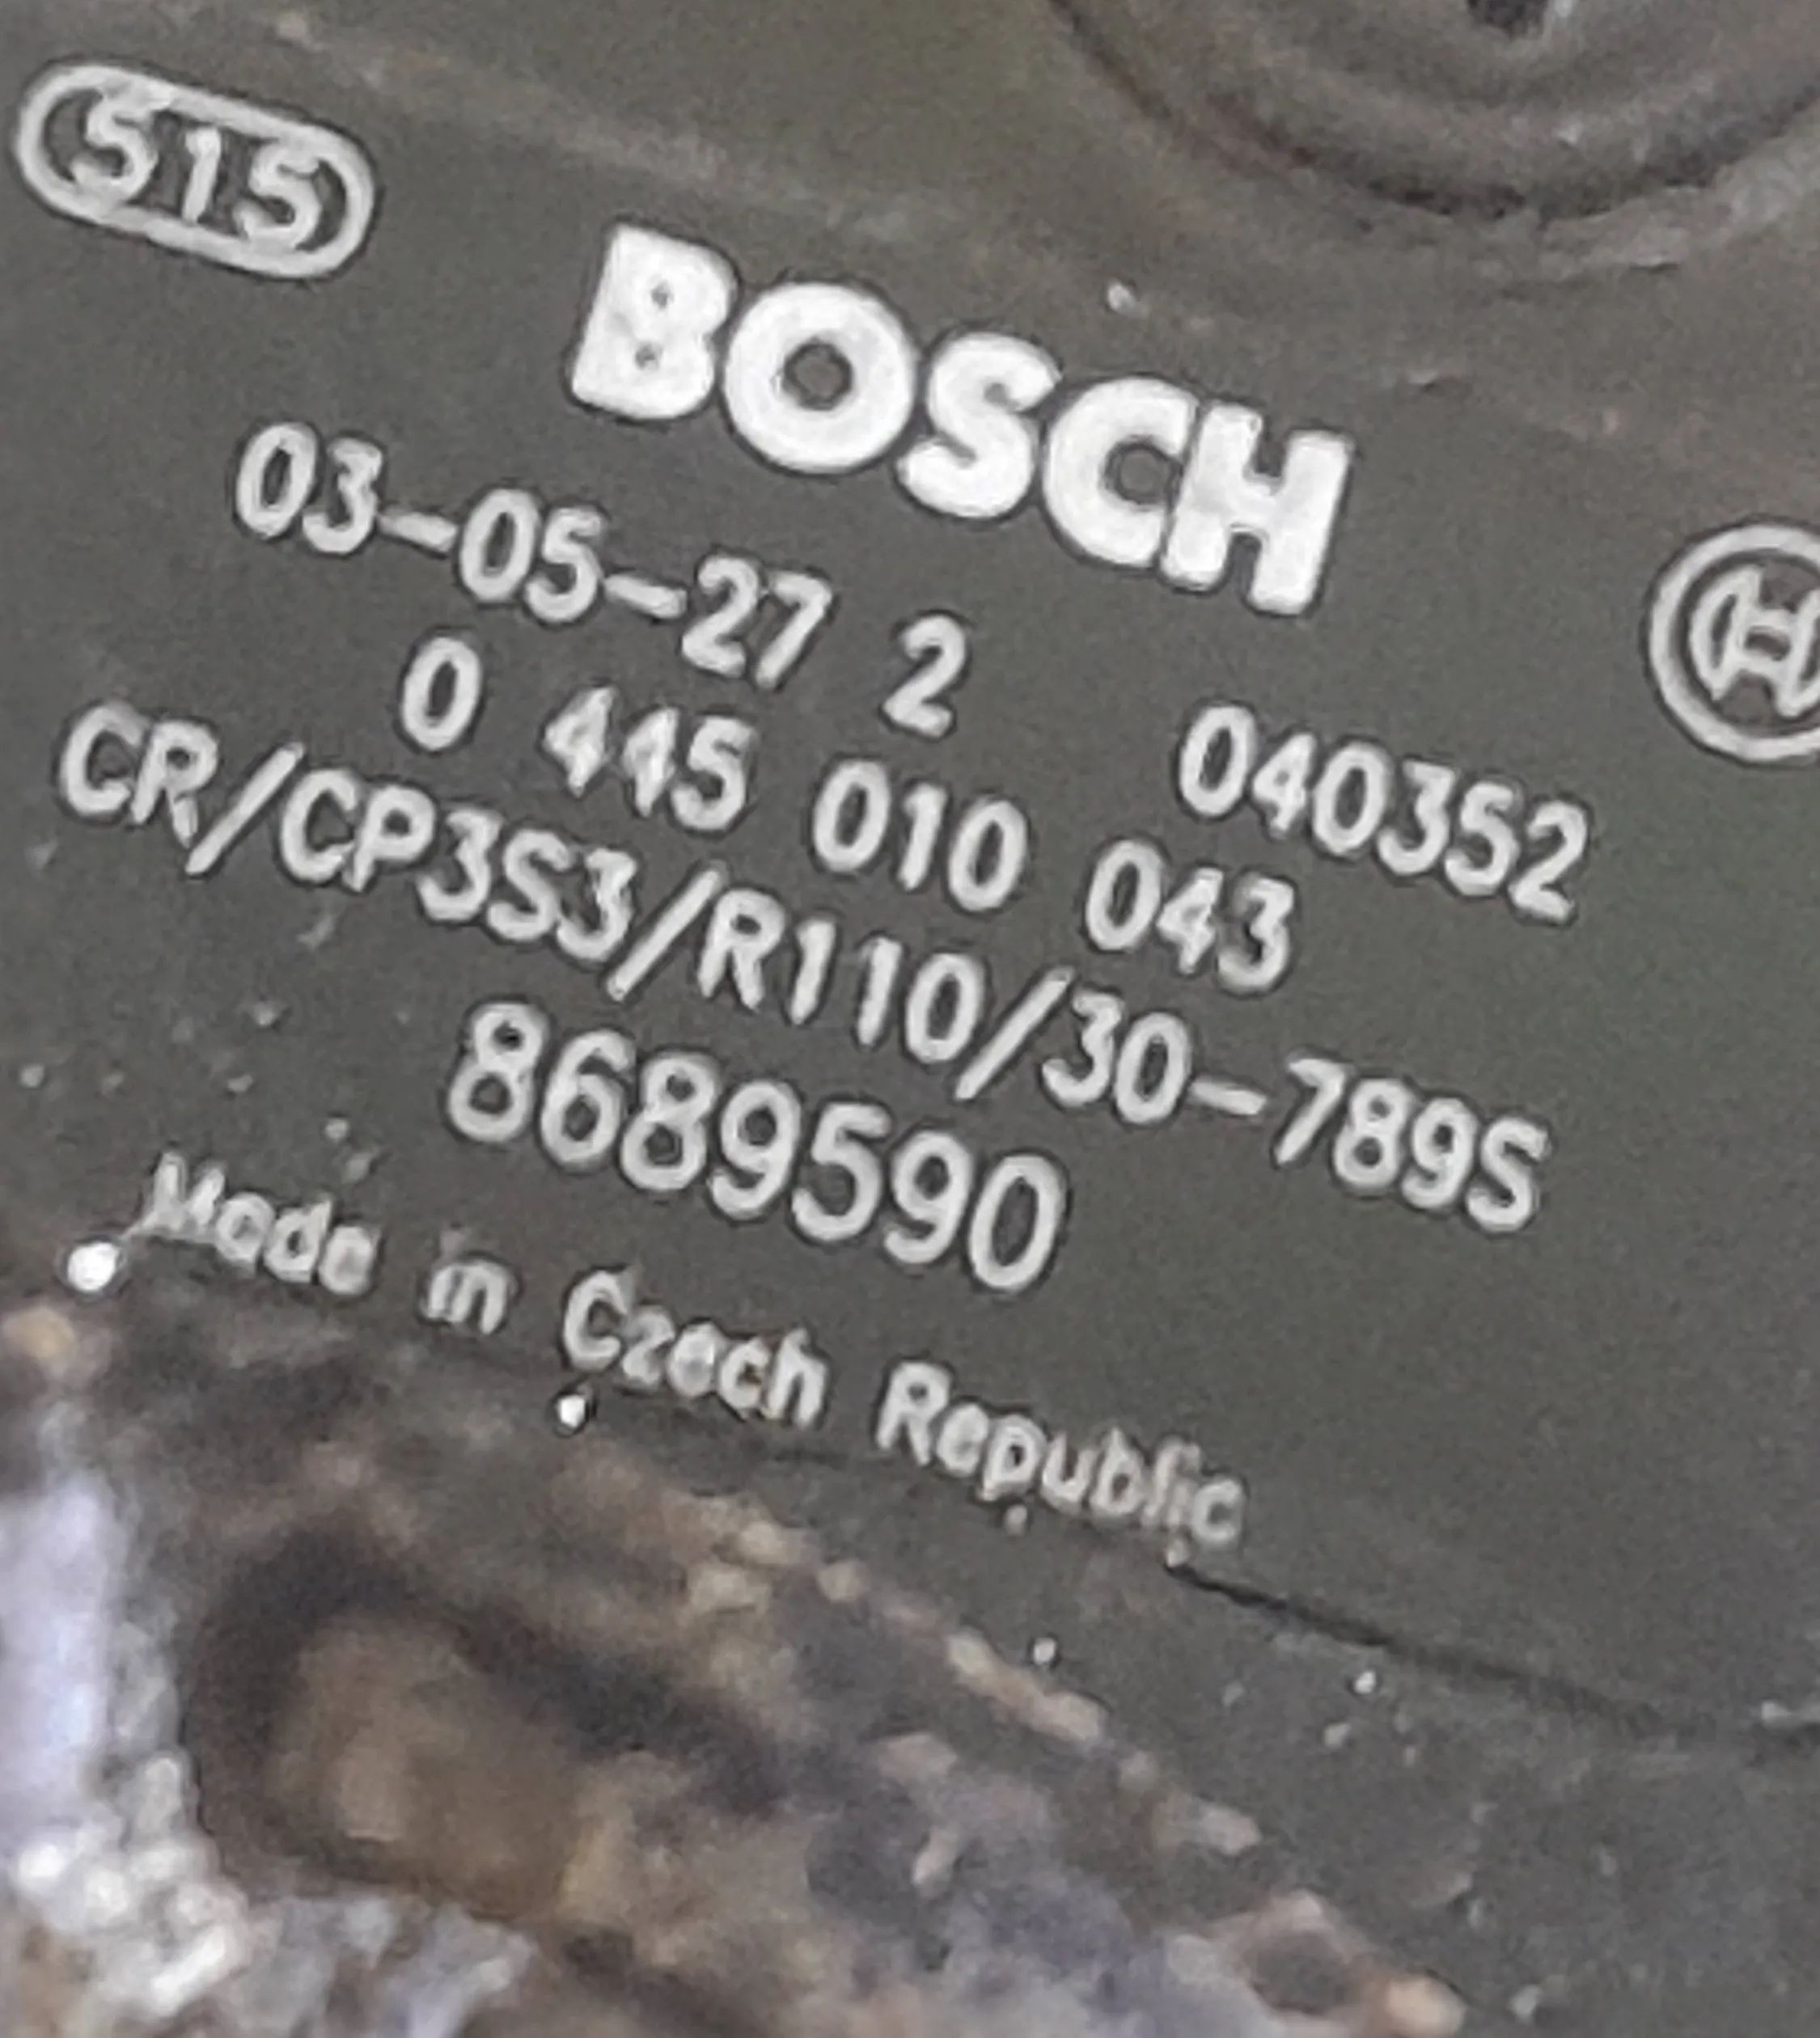 515
BOSCH
03-05-27 2 040352
0 445 010 043
CR/CP3S3/R110/30-789S
8689590
Made in Czech Republic